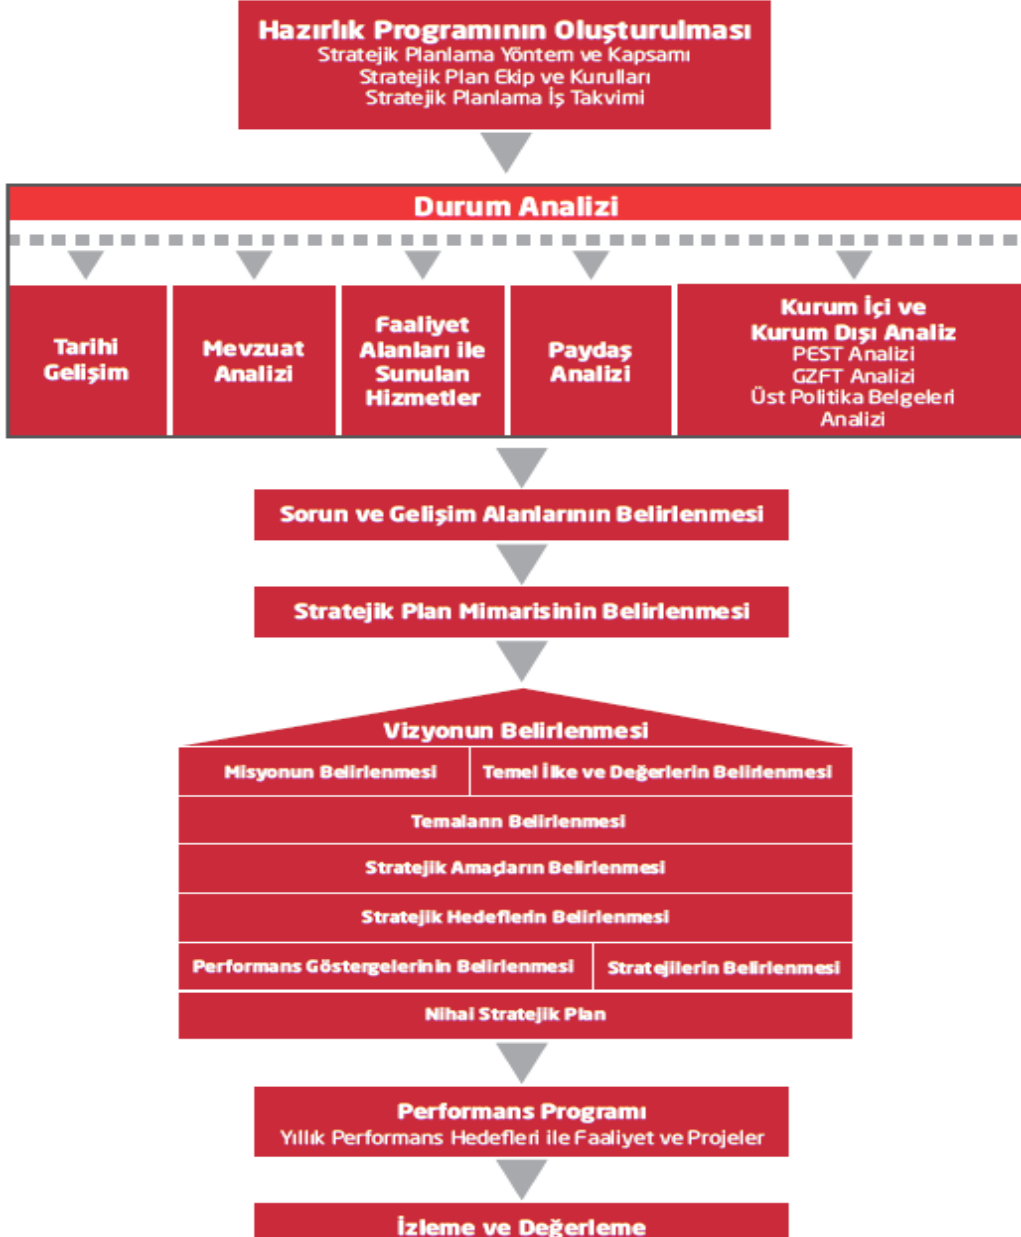 Hazırlık Programının Oluşturulması
Stratejik Planlama Yöntem ve Kapsamı
Stratejik Plan Ekip ve Kurulları
Stratejik Planlama İş Takvimi
Durum Analizi
Tarihi
Gelişim
Mevzuat
Analizi
Faaliyet
Alanları ile
Sunulan
Hizmetler
Paydaş
Analizi
Kurum İçi ve
Kurum Dışı Analiz
PEST Analizi
GZFT Analizi
Üst Politika Belgeleri
Analizi
Sorun ve Gelişim Alanlarının Belirlenmesi
Stratejik Plan Mimarisinin Belirlenmesi
Vizyonun Belirlenmesi
Misyonun Belirlenmesi
Temel İlke ve Değerlerin Belirlenmesi
Temaların Belirlenmesi
Stratejik Amaçların Belirlenmesi
Stratejik Hedeflerin Belirlenmesi
Performans Göstergelerinin Belirlenmesi
Stratejilerin Belirlenmesi
Nihai Stratejik Plan
Performans Programı
Yıllık Performans Hedefleri ile Faaliyet ve Projeler
İzleme ve Değerleme